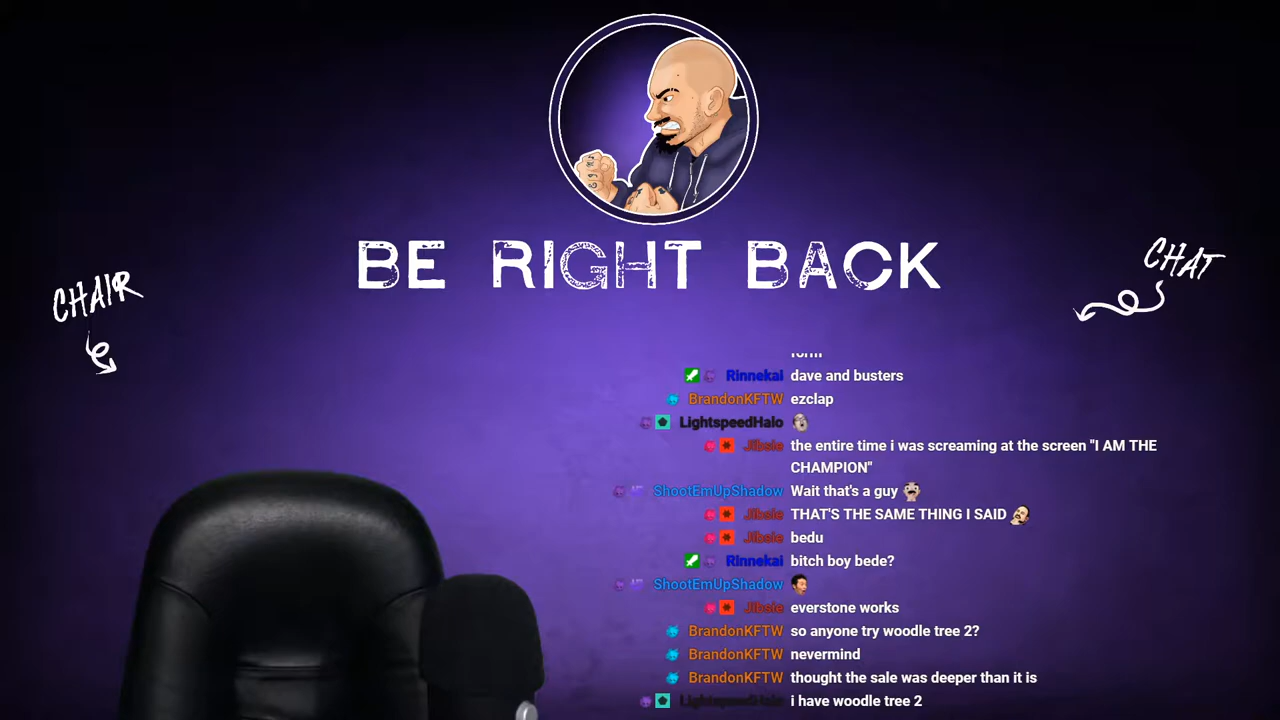 BE RIGHT BACK
CHAIR
CHAT
Rinnekai dave and busters
BrandonKFTW ezclap
LightspeedHalo
Jibsie the entire time i was screaming at the screen "I AM THE
CHAMPION"
ShootEmUpShadow Wait that's a guy
Jibsie THAT'S THE SAME THING I SAID
Jibsie bedu
Rinnekai bitch boy bede?
ShootEmUpShadow
Jibsie everstone works
BrandonKFTW so anyone try woodle tree 2?
BrandonKFTW nevermind
BrandonKFTW thought the sale was deeper than it is
LightspeedHalo i have woodle tree 2